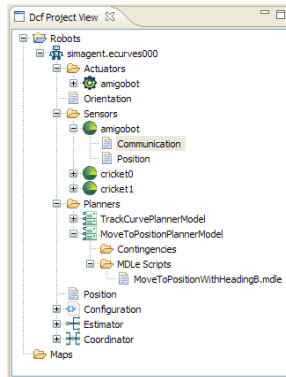 Dcf Project View
Robots
simagent.ecurves000
Actuators
amigobot
Orientation
Sensors
amigobot
Communication
Position
cricket0
cricket1
Planners
TrackCurvePlannerModel
MoveToPositionPlannerModel
Contingencies
MDLe Scripts
MoveToPositionWithHeadingB.mdle
Position
Configuration
Estimator
Coordinator
Maps